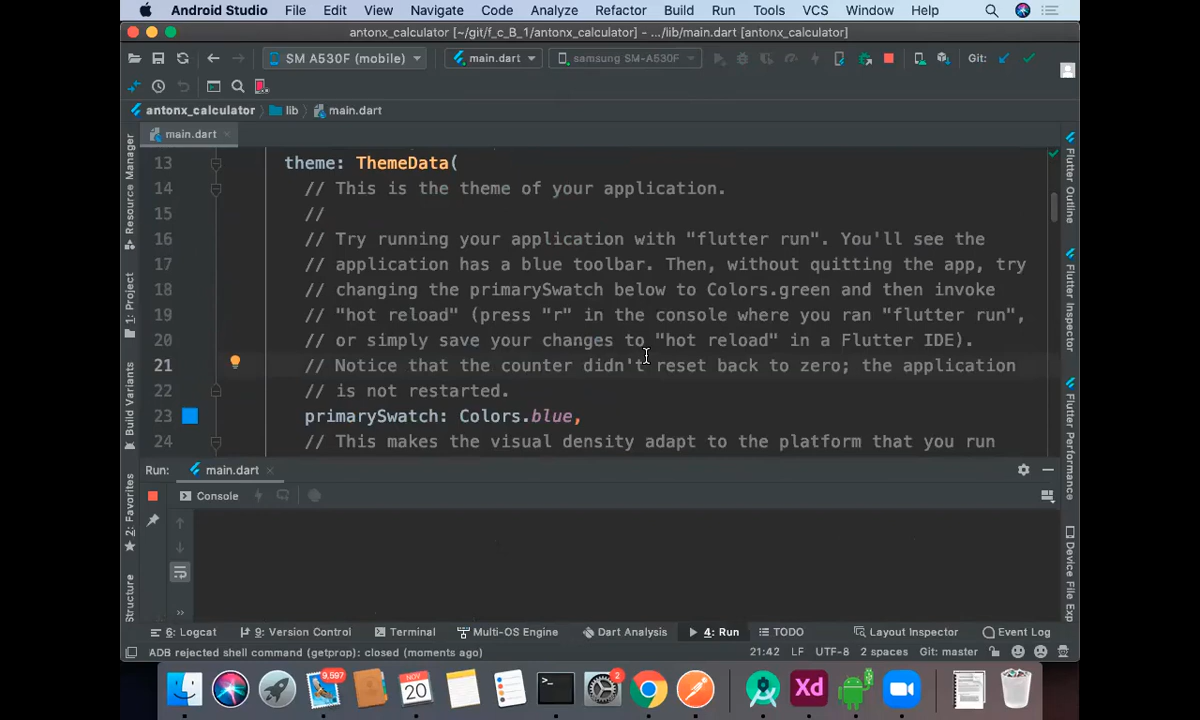 Android Studio File Edit View Navigate Code Analyze Refactor Build Run Tools VCS Window Help
antonx_calculator [~/git/f_c_B_1/antonx_calculator] – .../lib/main.dart [antonx_calculator]
SM A530F (mobile) main.dart samsung SM-A530F Git:
antonx_calculator lib main.dart
main.dart
13 theme: ThemeData(
14 // This is the theme of your application.
15 //
16 // Try running your application with "flutter run". You'll see the
17 // application has a blue toolbar. Then, without quitting the app, try
18 // changing the primarySwatch below to Colors.green and then invoke
19 // "hot reload" (press "r" in the console where you ran "flutter run",
20 // or simply save your changes to "hot reload" in a Flutter IDE).
21 // Notice that the counter didn't reset back to zero; the application
22 // is not restarted.
23 primarySwatch: Colors.blue,
24 // This makes the visual density adapt to the platform that you run
Resource Manager
1: Project
Build Variants
2: Favorites
Structure
Flutter Outline
Flutter Inspector
Flutter Performance
Device File Exp
Run: main.dart
Console
6: Logcat 9: Version Control Terminal Multi-OS Engine Dart Analysis 4: Run TODO Layout Inspector Event Log
ADB rejected shell command (getprop): closed (moments ago) 21:42 LF UTF-8 2 spaces Git: master
9,597
NOV
20
2
Xd